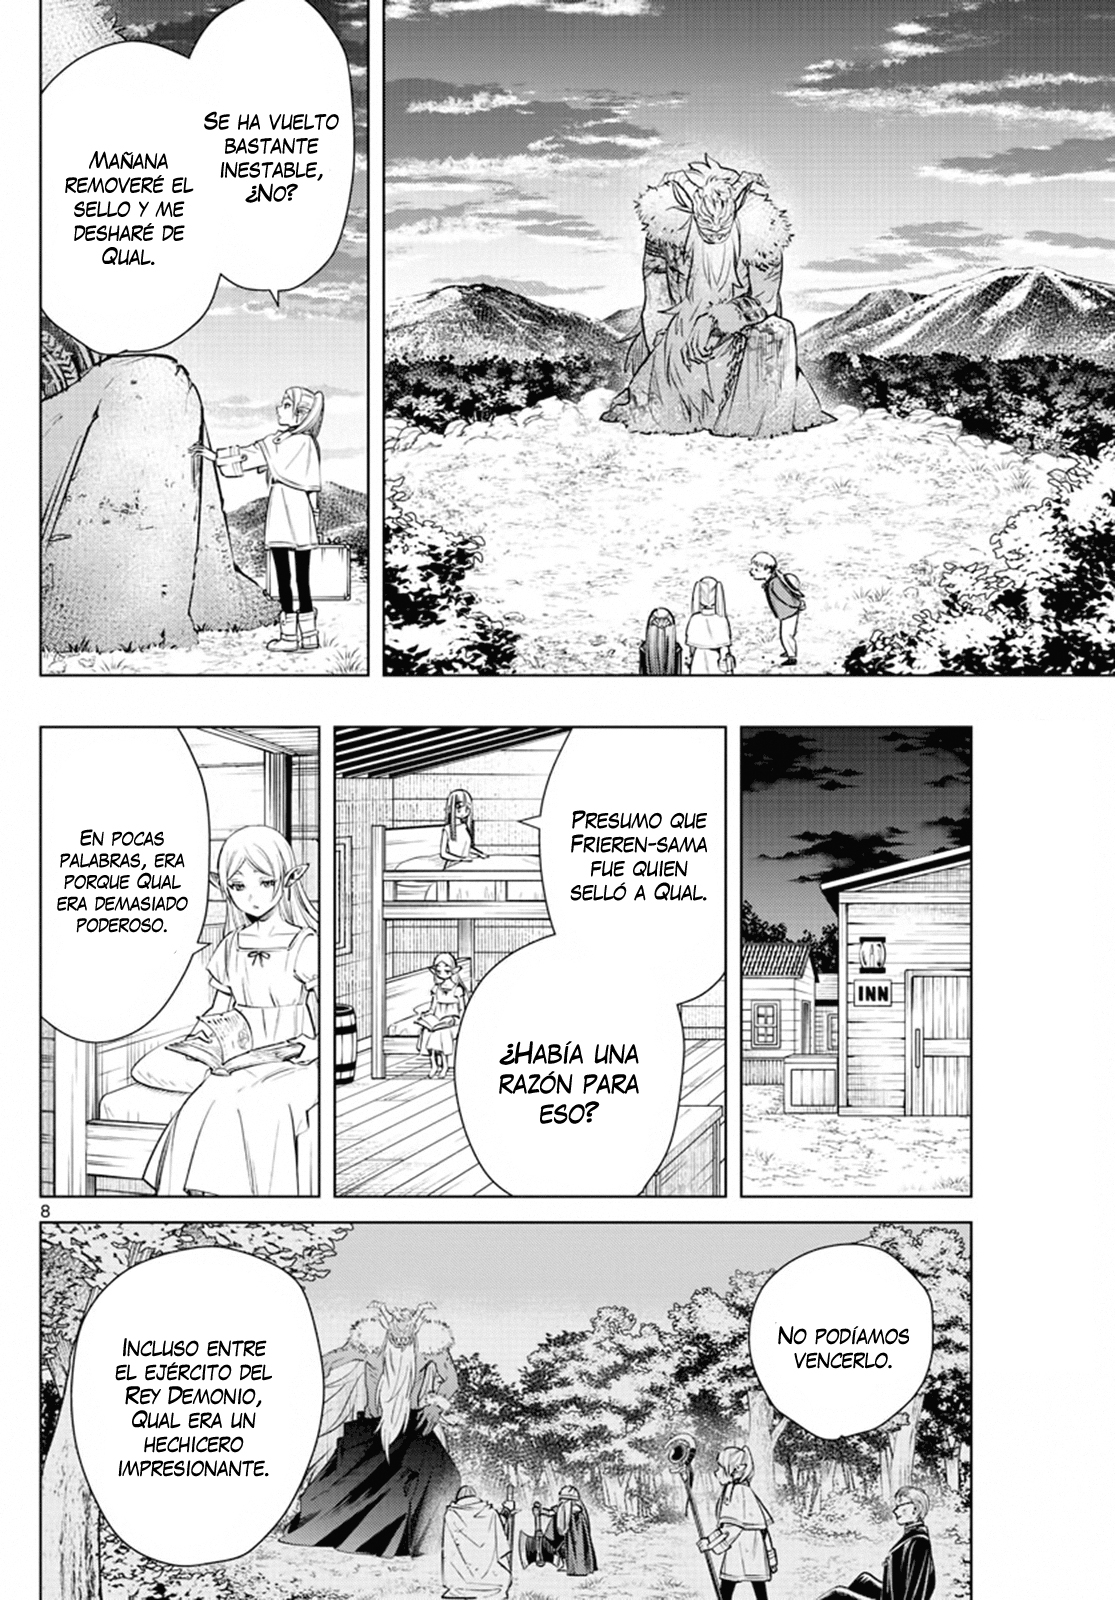 Se ha vuelto
bastante
inestable,
¿No?
Mañana
removeré el
sello y me
desharé de
Qual.
INN
Presumo que
Frieren-sama
fue quien
selló a Qual.
¿Había una
razón para
eso?
En pocas
palabras, era
porque Qual
era demasiado
poderoso.
8
No podíamos
vencerlo.
Incluso entre
el ejército del
Rey Demonio,
Qual era un
hechicero
impresionante.